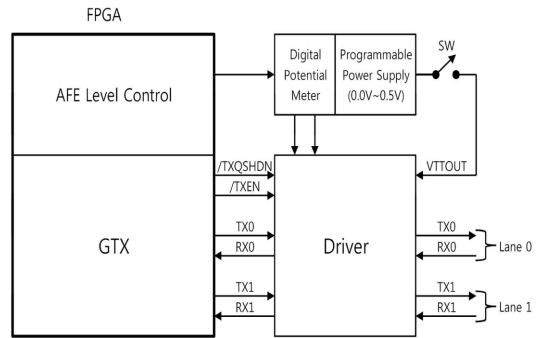 FPGA
AFE Level Control
Digital
Potential
Meter
Programmable
Power Supply
(0.0V~0.5V)
SW
/TXQSHDN
/TXEN
VTTOUT
GTX
Driver
TX0
RX0
TX1
RX1
TX0
RX0
Lane 0
TX1
RX1
Lane 1